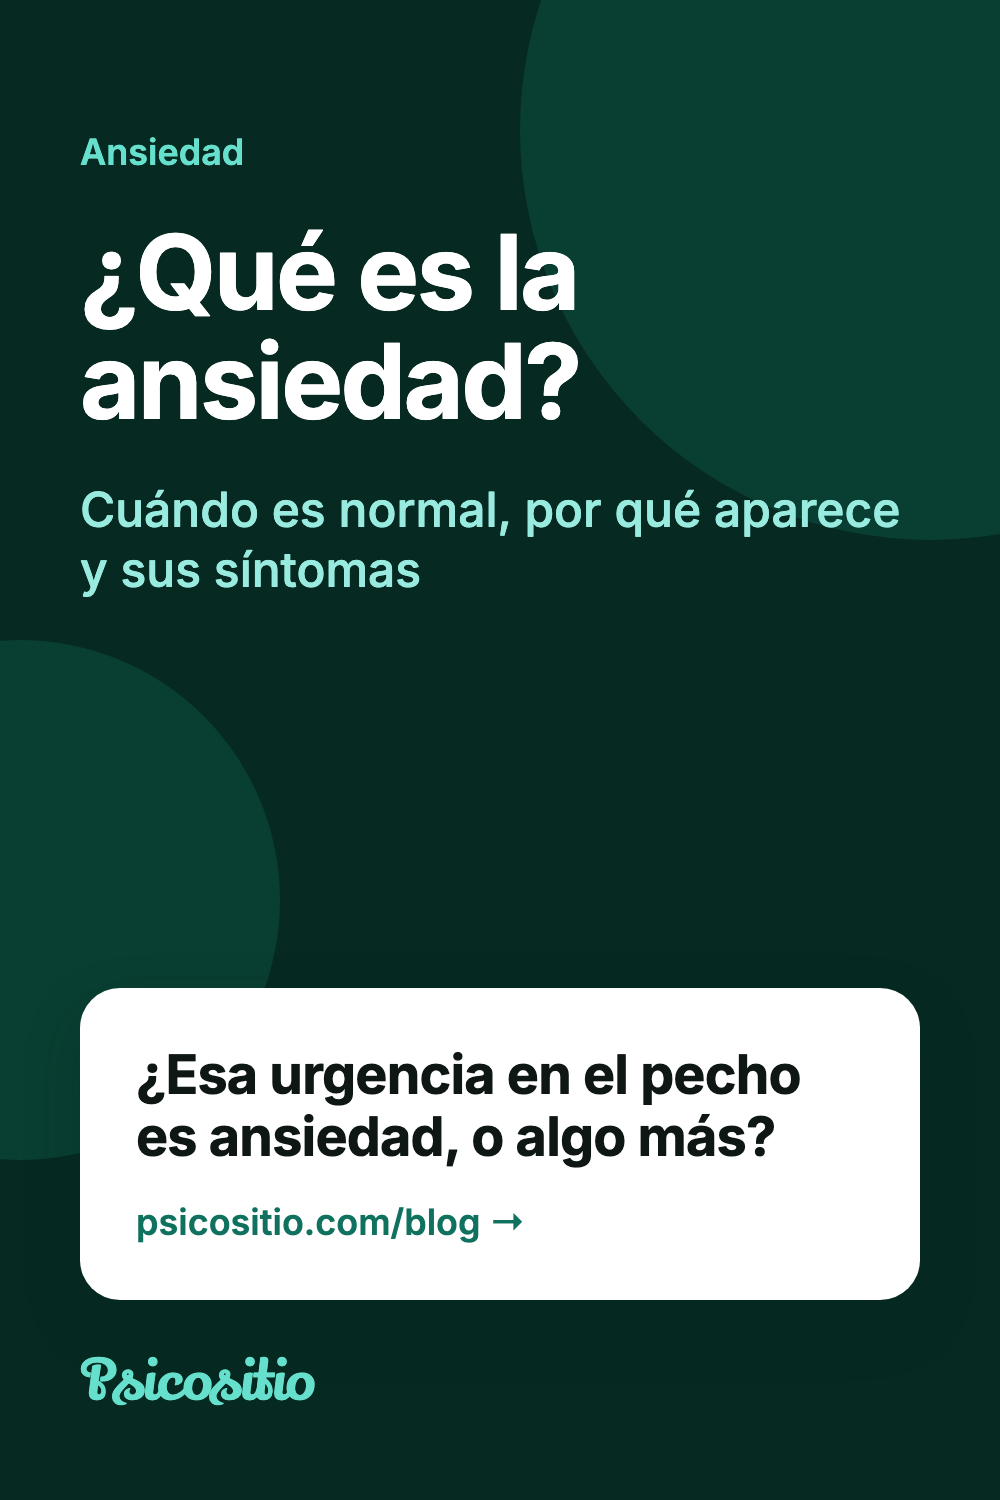 Ansiedad
¿Qué es la
ansiedad?
Cuándo es normal, por qué aparece
y sus síntomas
¿Esa urgencia en el pecho
es ansiedad, o algo más?
psicositio.com/blog →
Psicositio